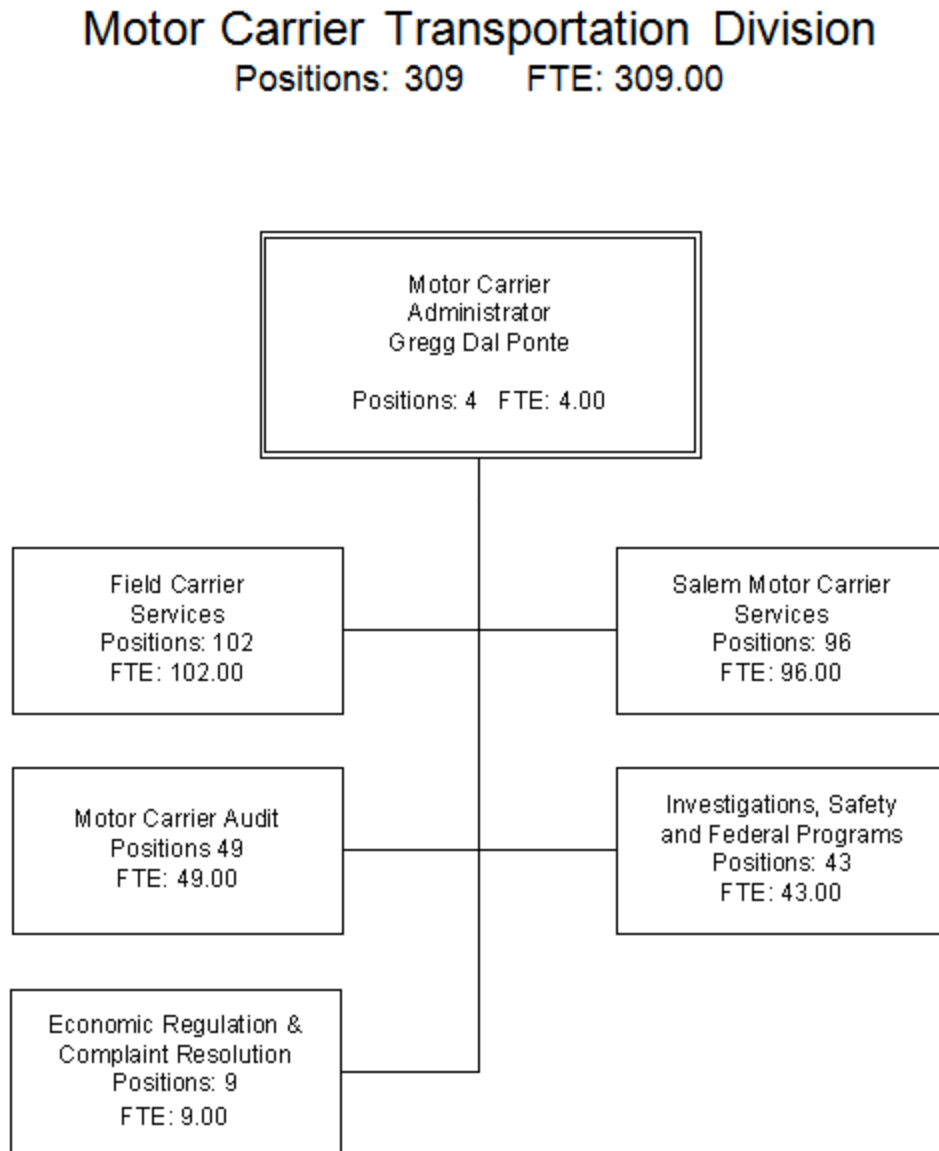 Motor Carrier Transportation Division
Positions: 309 FTE: 309.00
Motor Carrier
Administrator
Gregg Dal Ponte
Positions: 4 FTE: 4.00
Field Carrier
Services
Positions: 102
FTE: 102.00
Salem Motor Carrier
Services
Positions: 96
FTE: 96.00
Motor Carrier Audit
Positions 49
FTE: 49.00
Investigations, Safety
and Federal Programs
Positions: 43
FTE: 43.00
Economic Regulation &
Complaint Resolution
Positions: 9
FTE: 9.00